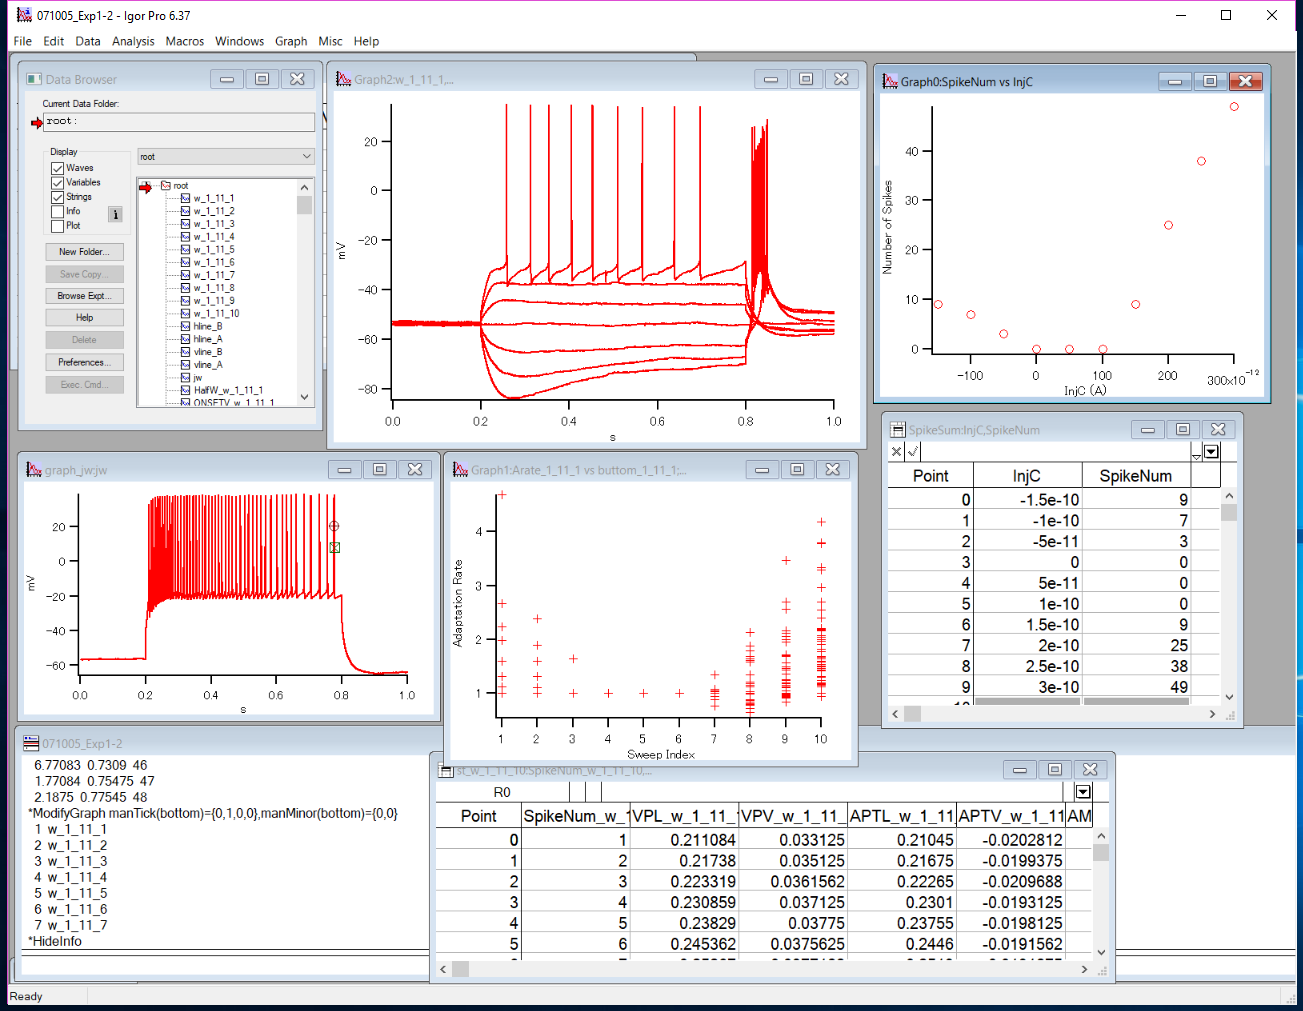 071005_Exp1-2 - Igor Pro 6.37
File Edit Data Analysis Macros Windows Graph Misc Help
Data Browser
Current Data Folder:
root:
Display
Waves
Variables
Strings
Info
Plot
New Folder...
Save Copy...
Browse Expt...
Help
Delete
Preferences...
Exec. Cmd...
root
root
w_1_11_1
w_1_11_2
w_1_11_3
w_1_11_4
w_1_11_5
w_1_11_6
w_1_11_7
w_1_11_8
w_1_11_9
w_1_11_10
hline_B
hline_A
vline_B
vline_A
jw
HalfW_w_1_11_1
ONSETV_w_1_11_1
Graph2:w_1_11_1,...
20
0
-20
-40
-60
-80
mV
0.0 0.2 0.4 0.6 0.8 1.0
s
Graph0:SpikeNum vs InjC
40
30
20
10
0
Number of Spikes
-100 0 100 200 300x10-12
InjC (A)
SpikeSum:InjC,SpikeNum
Point InjC SpikeNum
0 -1.5e-10 9
1 -1e-10 7
2 -5e-11 3
3 0 0
4 5e-11 0
5 1e-10 0
6 1.5e-10 9
7 2e-10 25
8 2.5e-10 38
9 3e-10 49
graph_jw:jw
20
0
-20
-40
-60
mV
0.0 0.2 0.4 0.6 0.8 1.0
s
Graph1:Arate_1_11_1 vs buttom_1_11_1;...
4
3
2
1
Adaptation Rate
1 2 3 4 5 6 7 8 9 10
Sweep Index
071005_Exp1-2
6.77083 0.7309 46
1.77084 0.75475 47
2.1875 0.77545 48
*ModifyGraph manTick(bottom)={0,1,0,0},manMinor(bottom)={0,0}
1 w_1_11_1
2 w_1_11_2
3 w_1_11_3
4 w_1_11_4
5 w_1_11_5
6 w_1_11_6
7 w_1_11_7
*HideInfo
st_w_1_11_10:SpikeNum_w_1_11_10,...
R0
Point SpikeNum_w_ VPL_w_1_11_ VPV_w_1_11_ APTL_w_1_11_ APTV_w_1_11 AM
0 1 0.211084 0.033125 0.21045 -0.0202812
1 2 0.21738 0.035125 0.21675 -0.0199375
2 3 0.223319 0.0361562 0.22265 -0.0209688
3 4 0.230859 0.037125 0.2301 -0.0193125
4 5 0.23829 0.03775 0.23755 -0.0198125
5 6 0.245362 0.0375625 0.2446 -0.0191562
Ready